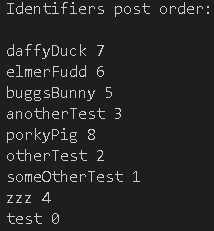 Identifiers post order:
daffyDuck 7
elmerFudd 6
buggsBunny 5
anotherTest 3
porkyPig 8
otherTest 2
someOtherTest 1
zzz 4
test 0